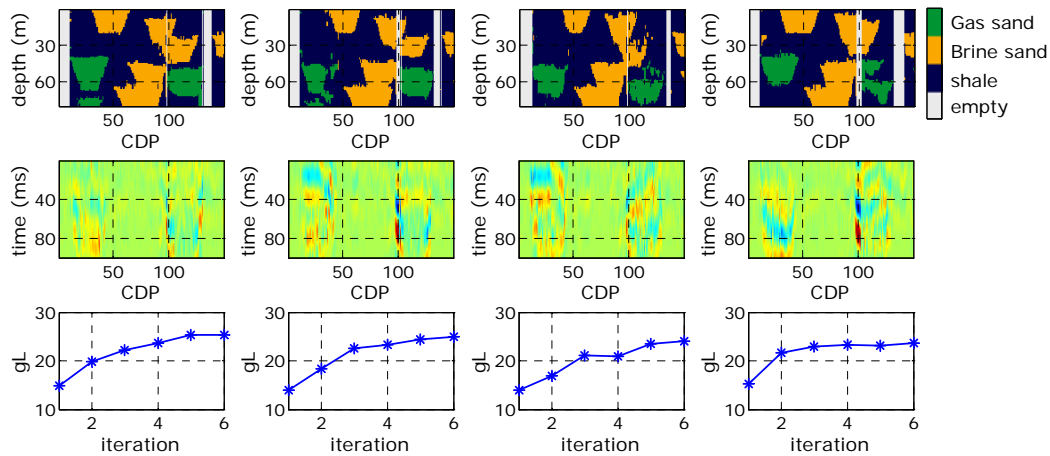 depth (m)
30
60
100
CDP
depth (m)
30
60
100
CDP
depth (m)
30
60
100
CDP
depth (m)
30
60
100
CDP
Gas sand
Brine sand
shale
empty
time (ms)
40
80
50 100
CDP
time (ms)
40
80
50 100
CDP
time (ms)
40
80
50 100
CDP
time (ms)
40
80
50 100
CDP
gL
30
20
10
2 4 6
iteration
gL
30
20
10
2 4 6
iteration
gL
30
20
10
2 4 6
iteration
gL
30
20
10
2 4 6
iteration